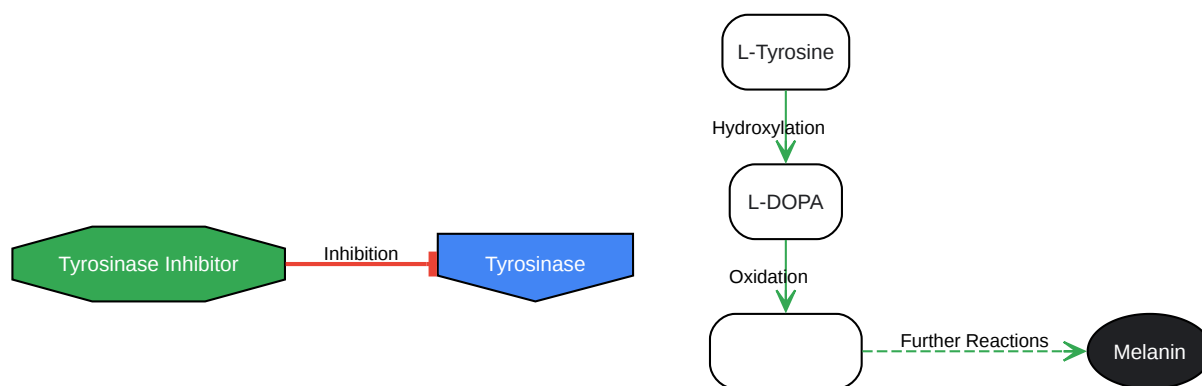 L-Tyrosine
Hydroxylation
L-DOPA
Tyrosinase Inhibitor
Inhibition
Tyrosinase
Oxidation
Further Reactions
Melanin